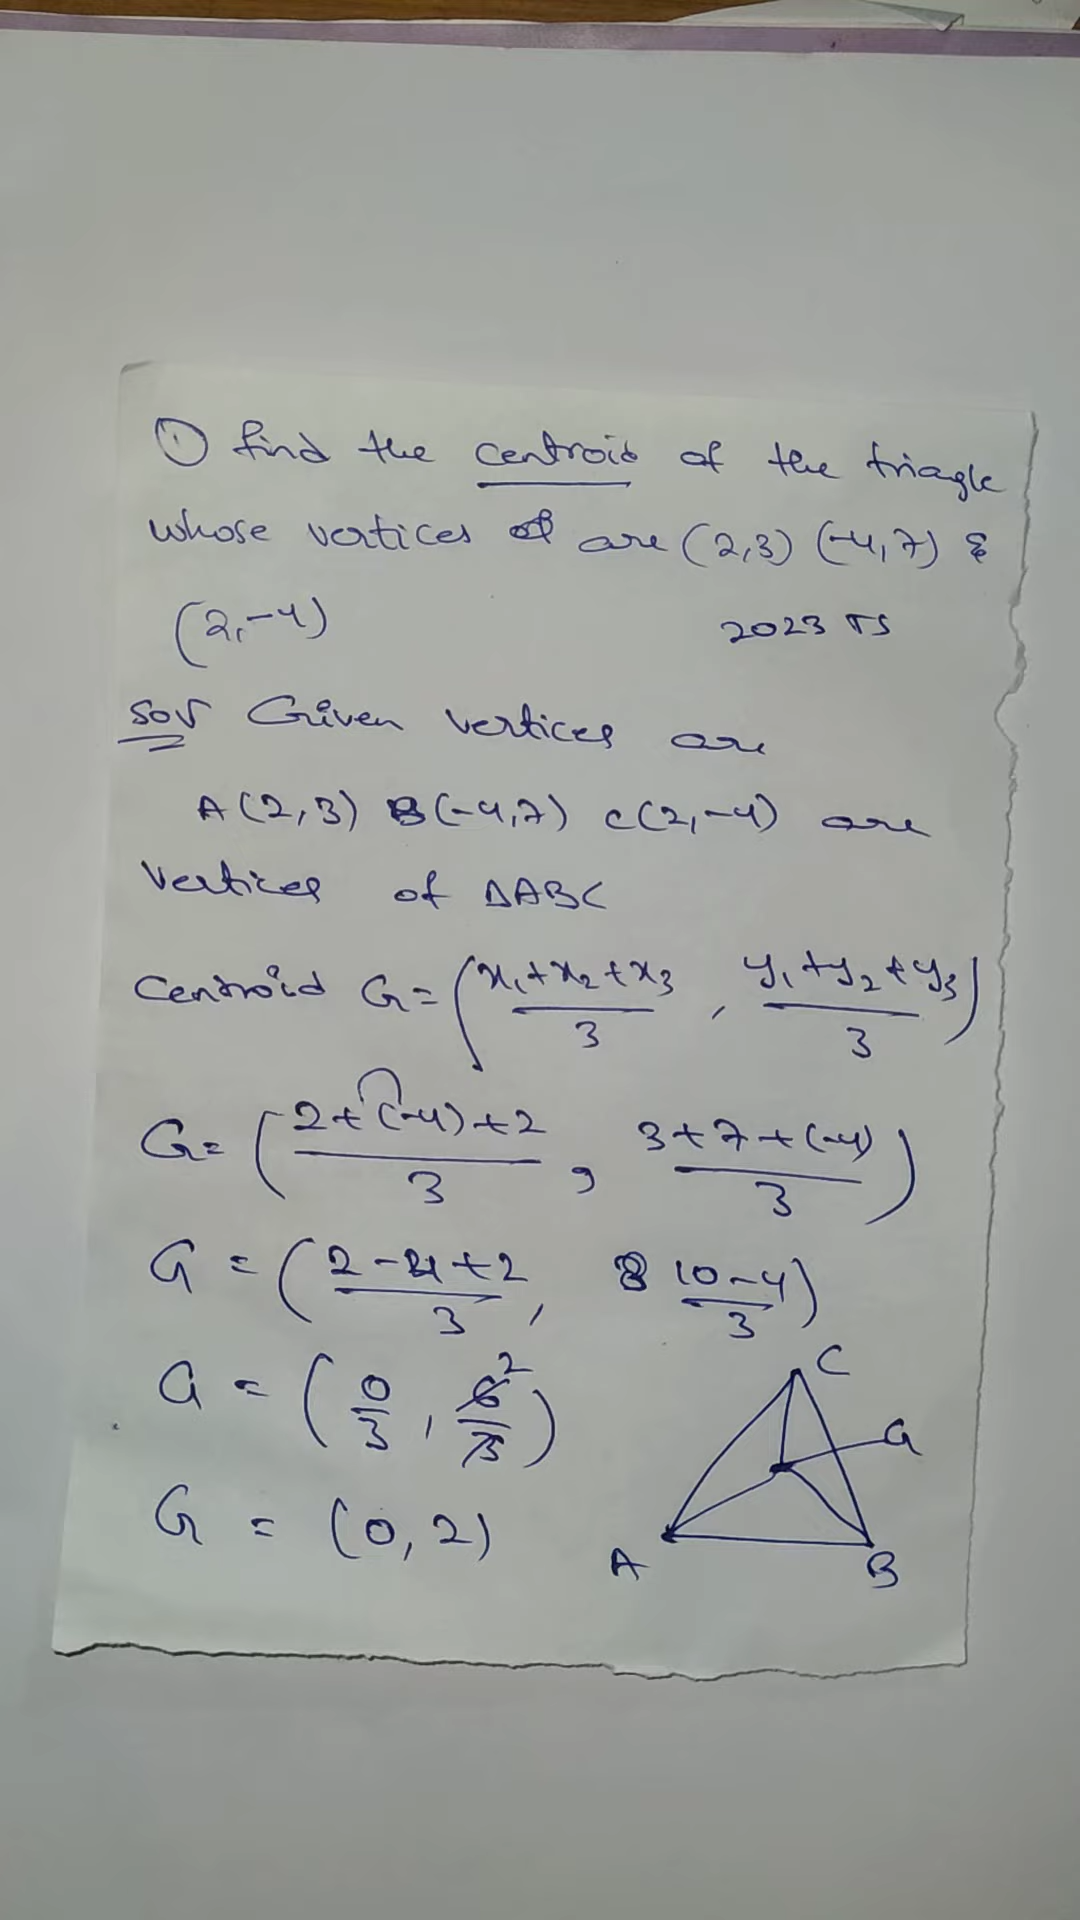 ① find the centroid of the triangle
whose vertices are (2,3) (-4,7) &
(2,-4) 2023 TS
Sol Given vertices are
A(2,3) B(-4,7) C(2,-4) are
vertices of ΔABC
Centroid G = (x₁+x₂+x₃/3, y₁+y₂+y₃/3)
G = (2+(-4)+2/3, 3+7+(-4)/3)
G = (2-4+2/3, 10-4/3)
G = (0/3, 6/3) 2
G = (0,2)
C
G
A B